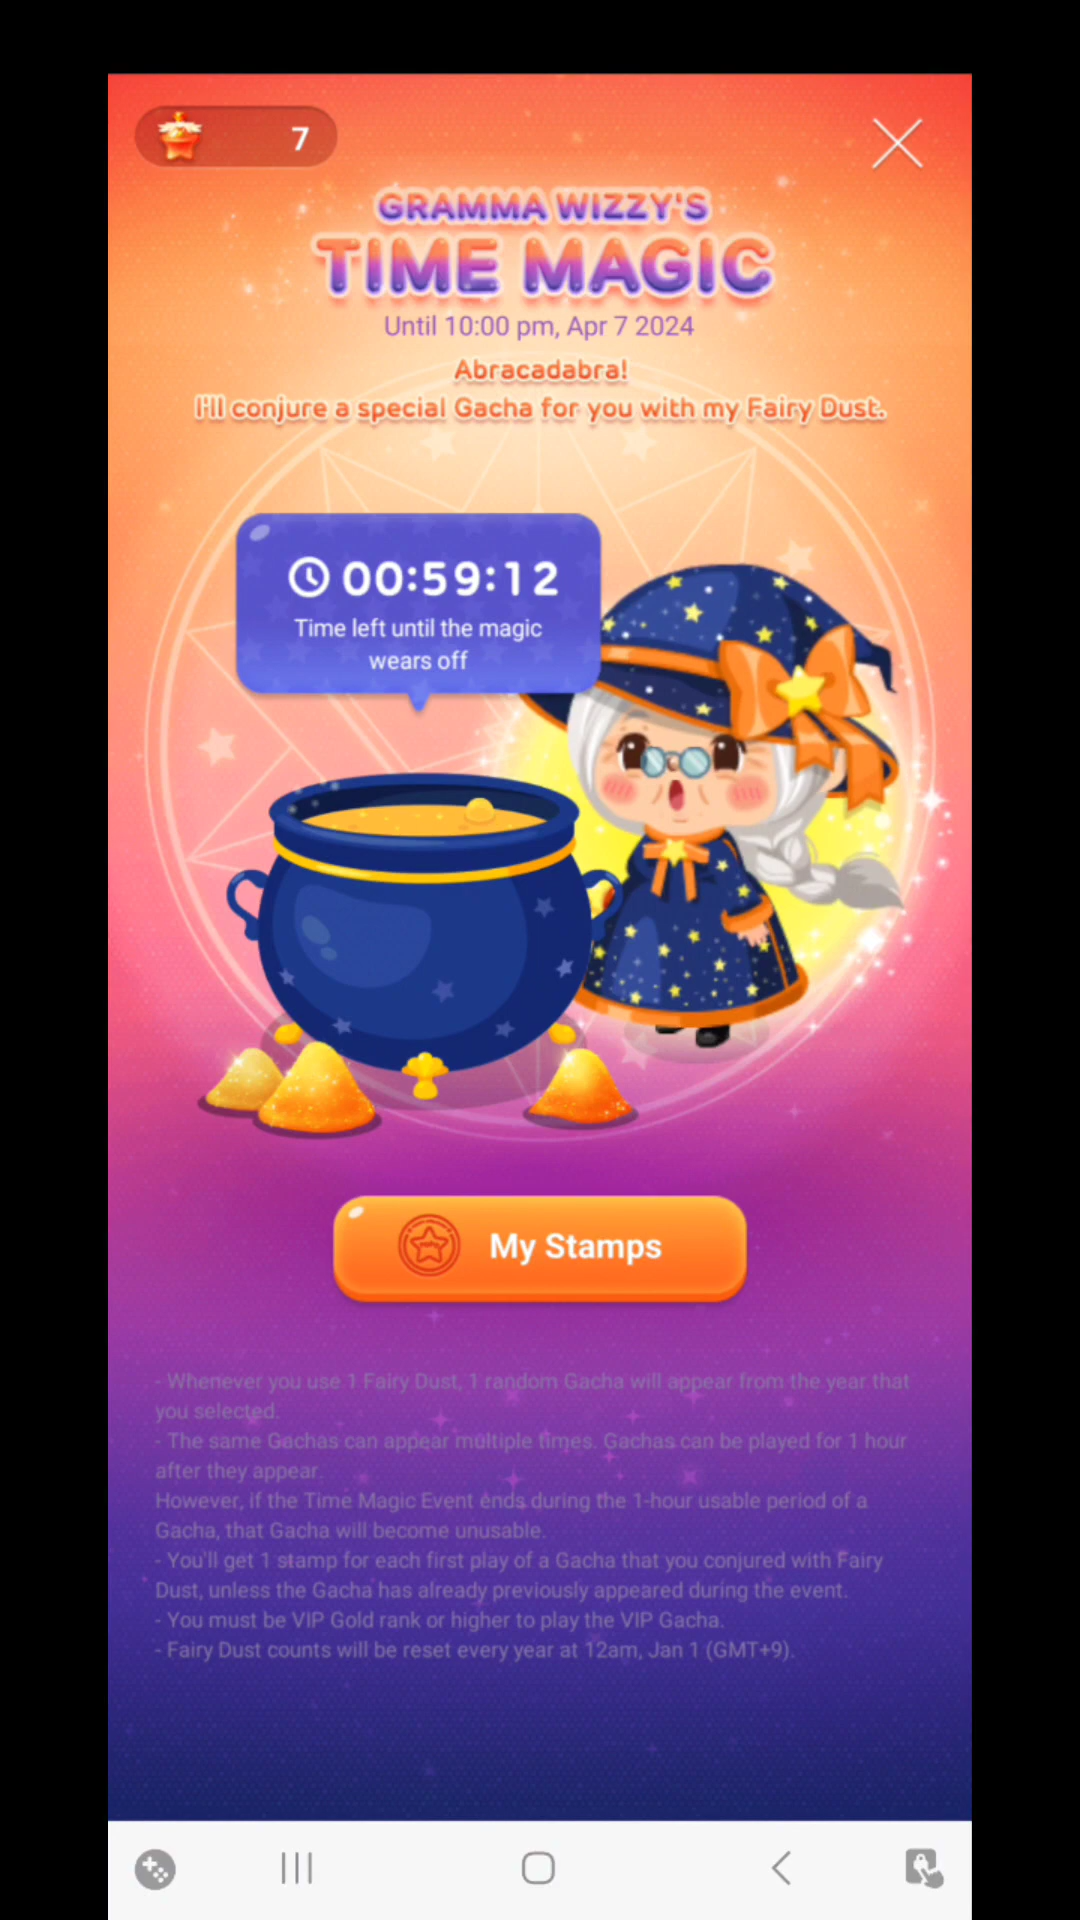 7
GRAMMA WIZZY'S
TIME MAGIC
Until 10:00 pm, Apr 7 2024
Abracadabra!
I'll conjure a special Gacha for you with my Fairy Dust.
00:59:12
Time left until the magic
wears off
My Stamps
- Whenever you use 1 Fairy Dust, 1 random Gacha will appear from the year that
you selected.
- The same Gachas can appear multiple times. Gachas can be played for 1 hour
after they appear.
However, if the Time Magic Event ends during the 1-hour usable period of a
Gacha, that Gacha will become unusable.
- You'll get 1 stamp for each first play of a Gacha that you conjured with Fairy
Dust, unless the Gacha has already previously appeared during the event.
- You must be VIP Gold rank or higher to play the VIP Gacha.
- Fairy Dust counts will be reset every year at 12am, Jan 1 (GMT+9).